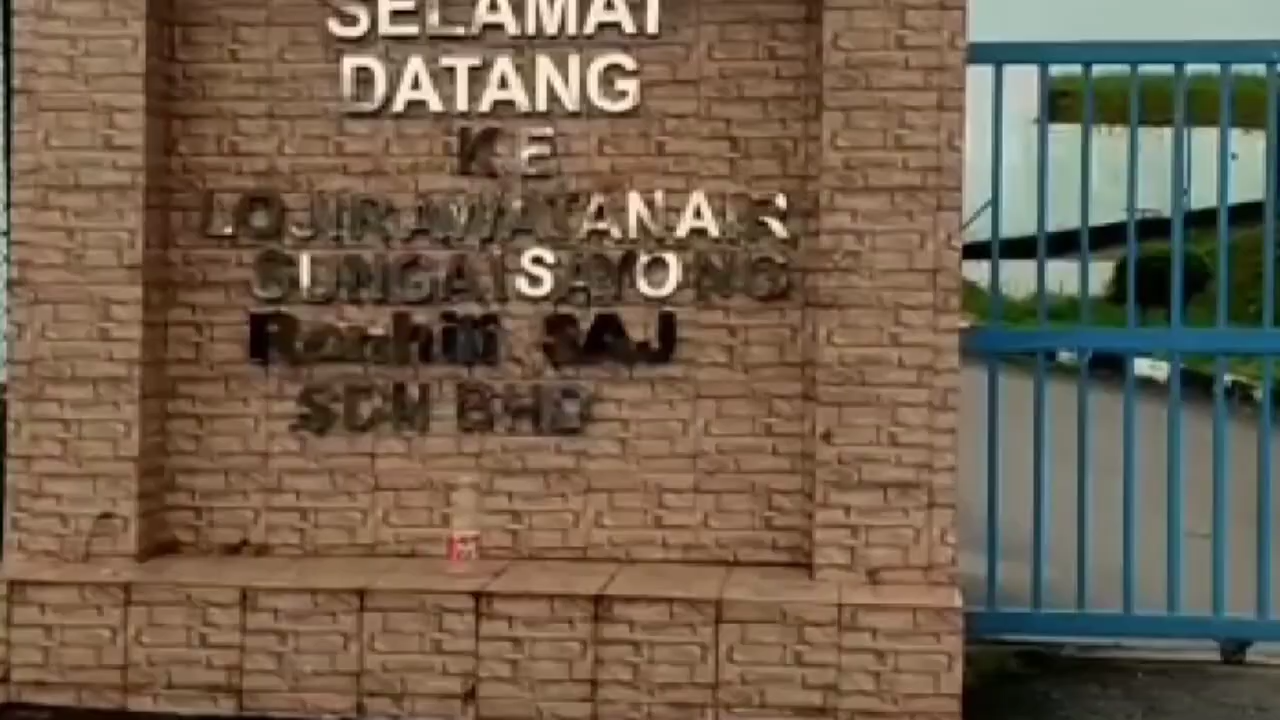 SELAMAT
DATANG
KE
LOJI RAWATAN AIR
SUNGAI SAYONG
Ranhill SAJ
SDN BHD